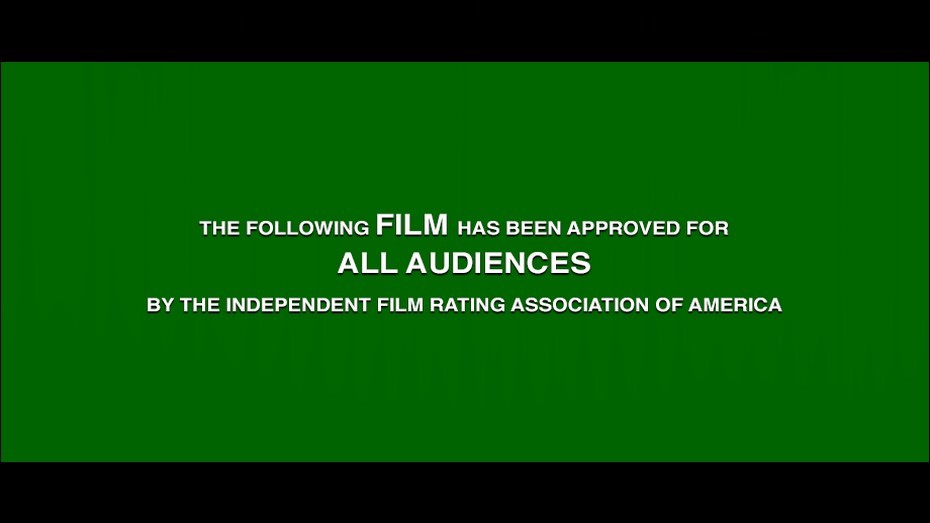 THE FOLLOWING FILM HAS BEEN APPROVED FOR
ALL AUDIENCES
BY THE INDEPENDENT FILM RATING ASSOCIATION OF AMERICA